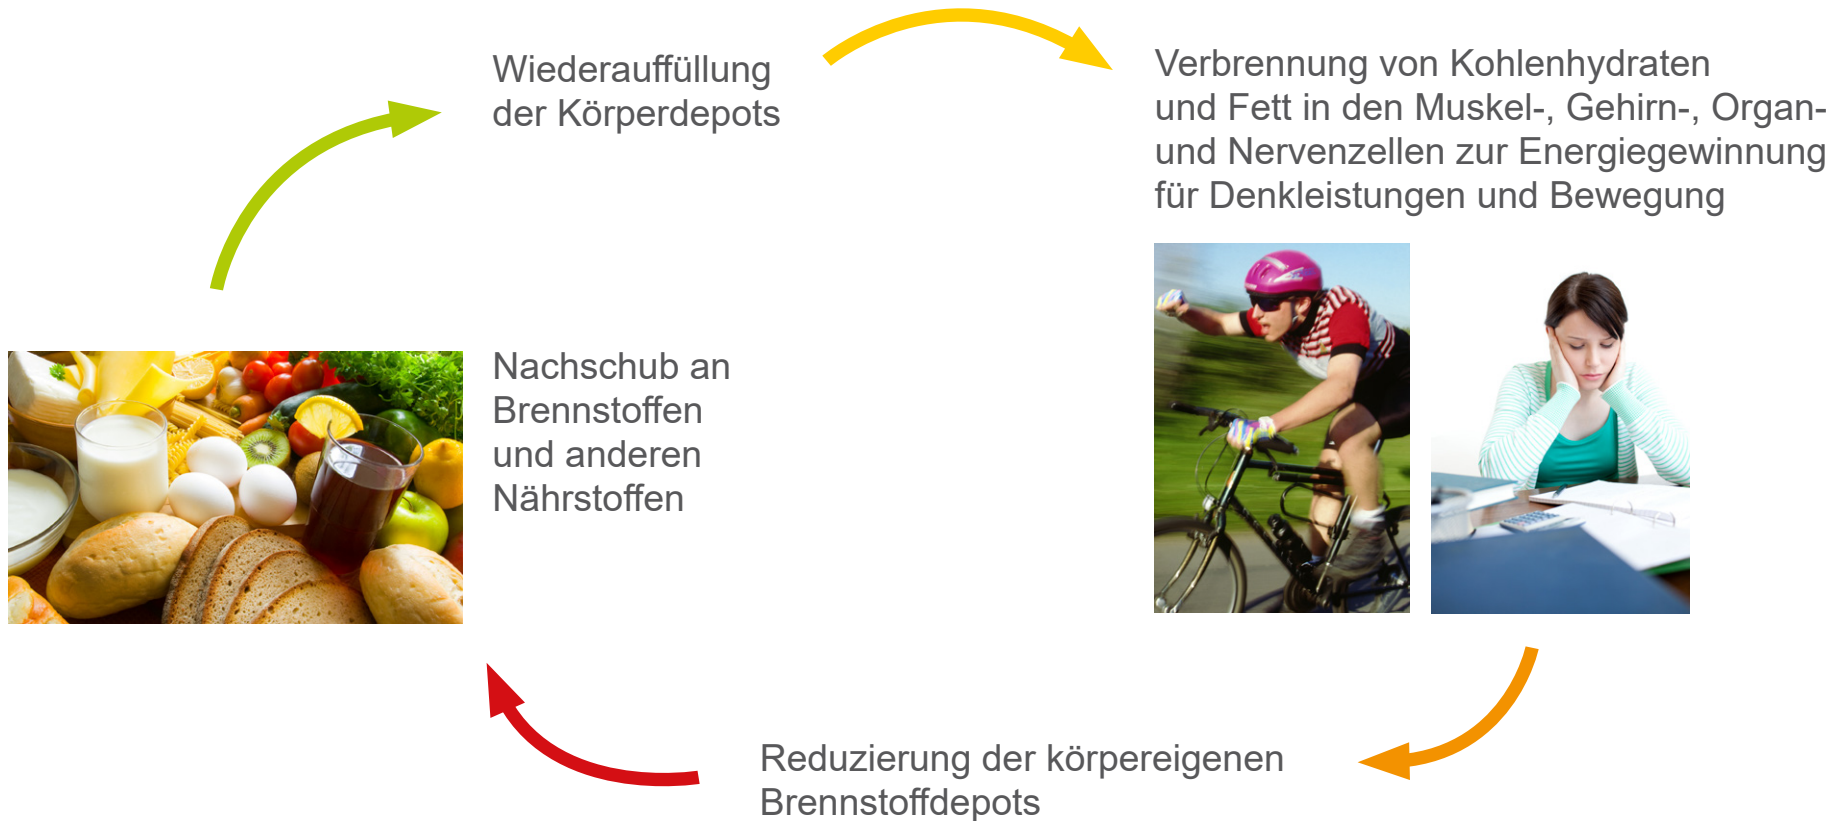 Wiederauffüllung
der Körperdepots
Verbrennung von Kohlenhydraten
und Fett in den Muskel-, Gehirn-, Organ-
und Nervenzellen zur Energiegewinnung
für Denkleistungen und Bewegung
Nachschub an
Brennstoffen
und anderen
Nährstoffen
Reduzierung der körpereigenen
Brennstoffdepots